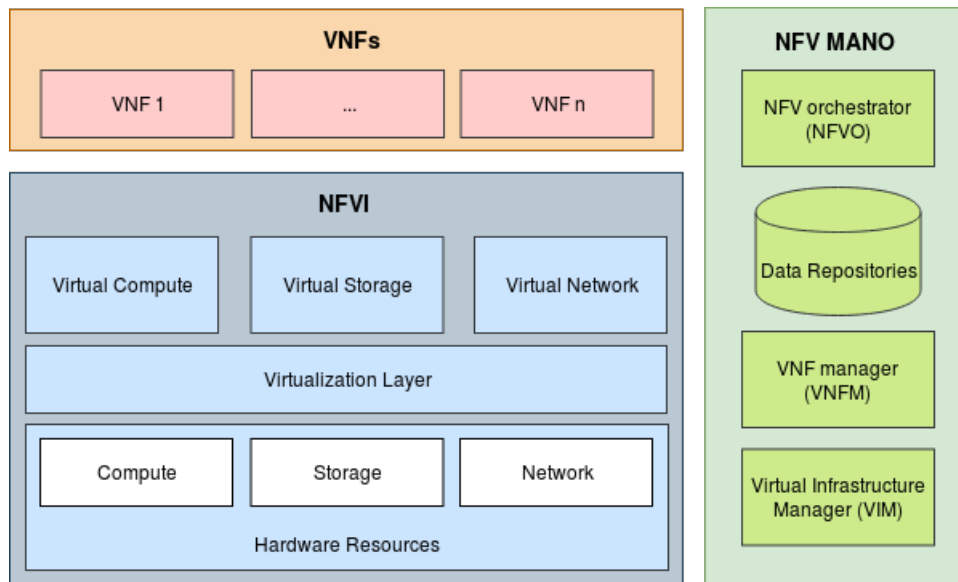 VNFs
VNF 1
...
VNF n
NFVI
Virtual Compute
Virtual Storage
Virtual Network
Virtualization Layer
Compute
Storage
Network
Hardware Resources
NFV MANO
NFV orchestrator
(NFVO)
Data Repositories
VNF manager
(VNFM)
Virtual Infrastructure
Manager (VIM)